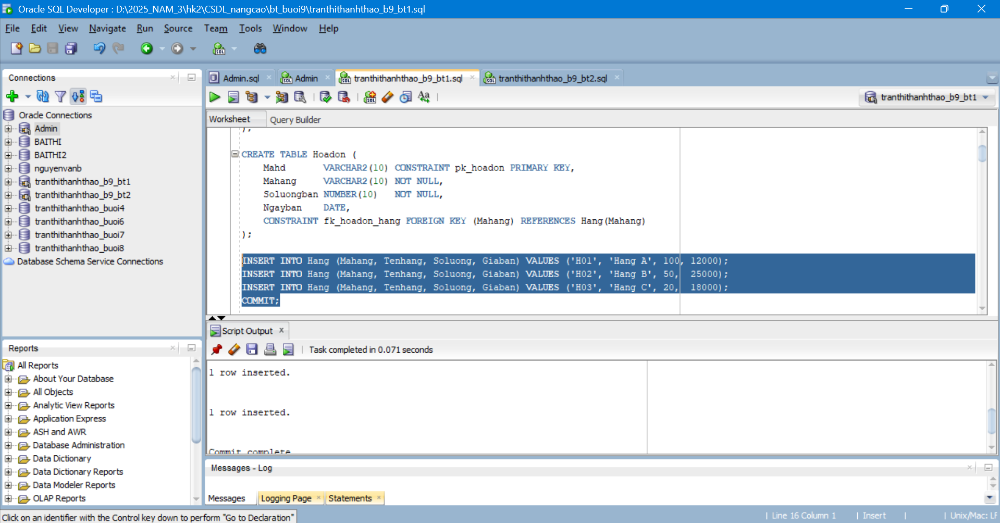 Oracle SQL Developer : D:\2025_NAM_3\hk2\CSDL_nangcao\bt_buoi9\tranthithanhthao_b9_bt1.sql
File Edit View Navigate Run Source Team Tools Window Help
Connections
Oracle Connections
Admin
BAITHI
BAITHI2
nguyenvanb
tranthithanhthao_b9_bt1
tranthithanhthao_b9_bt2
tranthithanhthao_buoi4
tranthithanhthao_buoi6
tranthithanhthao_buoi7
tranthithanhthao_buoi8
Database Schema Service Connections
Reports
All Reports
About Your Database
All Objects
Analytic View Reports
Application Express
ASH and AWR
Database Administration
Data Dictionary
Data Dictionary Reports
Data Modeler Reports
OLAP Reports
Admin.sql Admin tranthithanhthao_b9_bt1.sql tranthithanhthao_b9_bt2.sql
tranthithanhthao_b9_bt1
Worksheet Query Builder
);
CREATE TABLE Hoadon (
    Mahd       VARCHAR2(10) CONSTRAINT pk_hoadon PRIMARY KEY,
    Mahang     VARCHAR2(10) NOT NULL,
    Soluongban NUMBER(10)   NOT NULL,
    Ngayban    DATE,
    CONSTRAINT fk_hoadon_hang FOREIGN KEY (Mahang) REFERENCES Hang(Mahang)
);
INSERT INTO Hang (Mahang, Tenhang, Soluong, Giaban) VALUES ('H01', 'Hang A', 100, 12000);
INSERT INTO Hang (Mahang, Tenhang, Soluong, Giaban) VALUES ('H02', 'Hang B', 50,  25000);
INSERT INTO Hang (Mahang, Tenhang, Soluong, Giaban) VALUES ('H03', 'Hang C', 20,  18000);
COMMIT;
Script Output
Task completed in 0.071 seconds
1 row inserted.
1 row inserted.
Commit complete
Messages - Log
Messages Logging Page Statements
Click on an identifier with the Control key down to perform "Go to Declaration"
Line 16 Column 1 | Insert | | Unix/Mac: LF